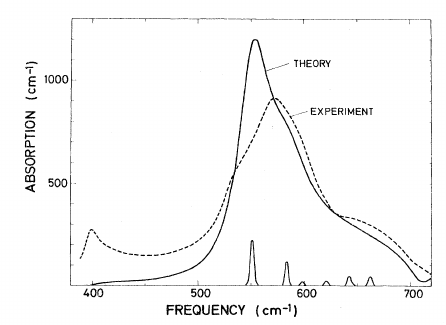 1000
500
ABSORPTION (cm⁻¹)
THEORY
EXPERIMENT
400 500 600 700
FREQUENCY (cm⁻¹)